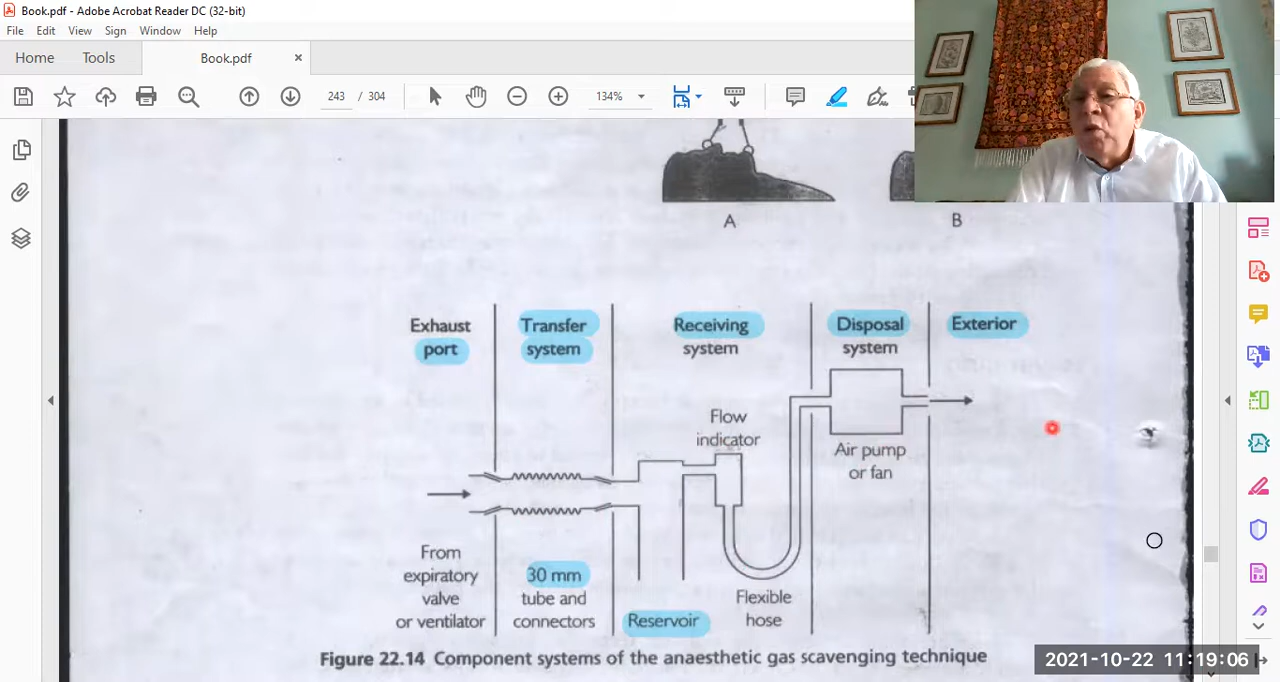 Book.pdf - Adobe Acrobat Reader DC (32-bit)
File Edit View Sign Window Help
Home Tools Book.pdf ×
243 / 304 134%
A B
Exhaust port
Transfer system
Receiving system
Disposal system
Exterior
Flow indicator
Air pump or fan
From expiratory valve or ventilator
30 mm tube and connectors
Reservoir
Flexible hose
Figure 22.14 Component systems of the anaesthetic gas scavenging technique
2021-10-22 11:19:06